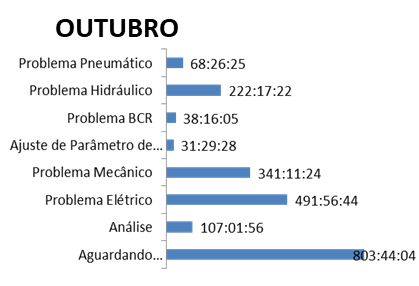 OUTUBRO
Problema Pneumático 68:26:25
Problema Hidráulico 222:17:22
Problema BCR 38:16:05
Ajuste de Parâmetro de... 31:29:28
Problema Mecânico 341:11:24
Problema Elétrico 491:56:44
Análise 107:01:56
Aguardando... 803:44:04